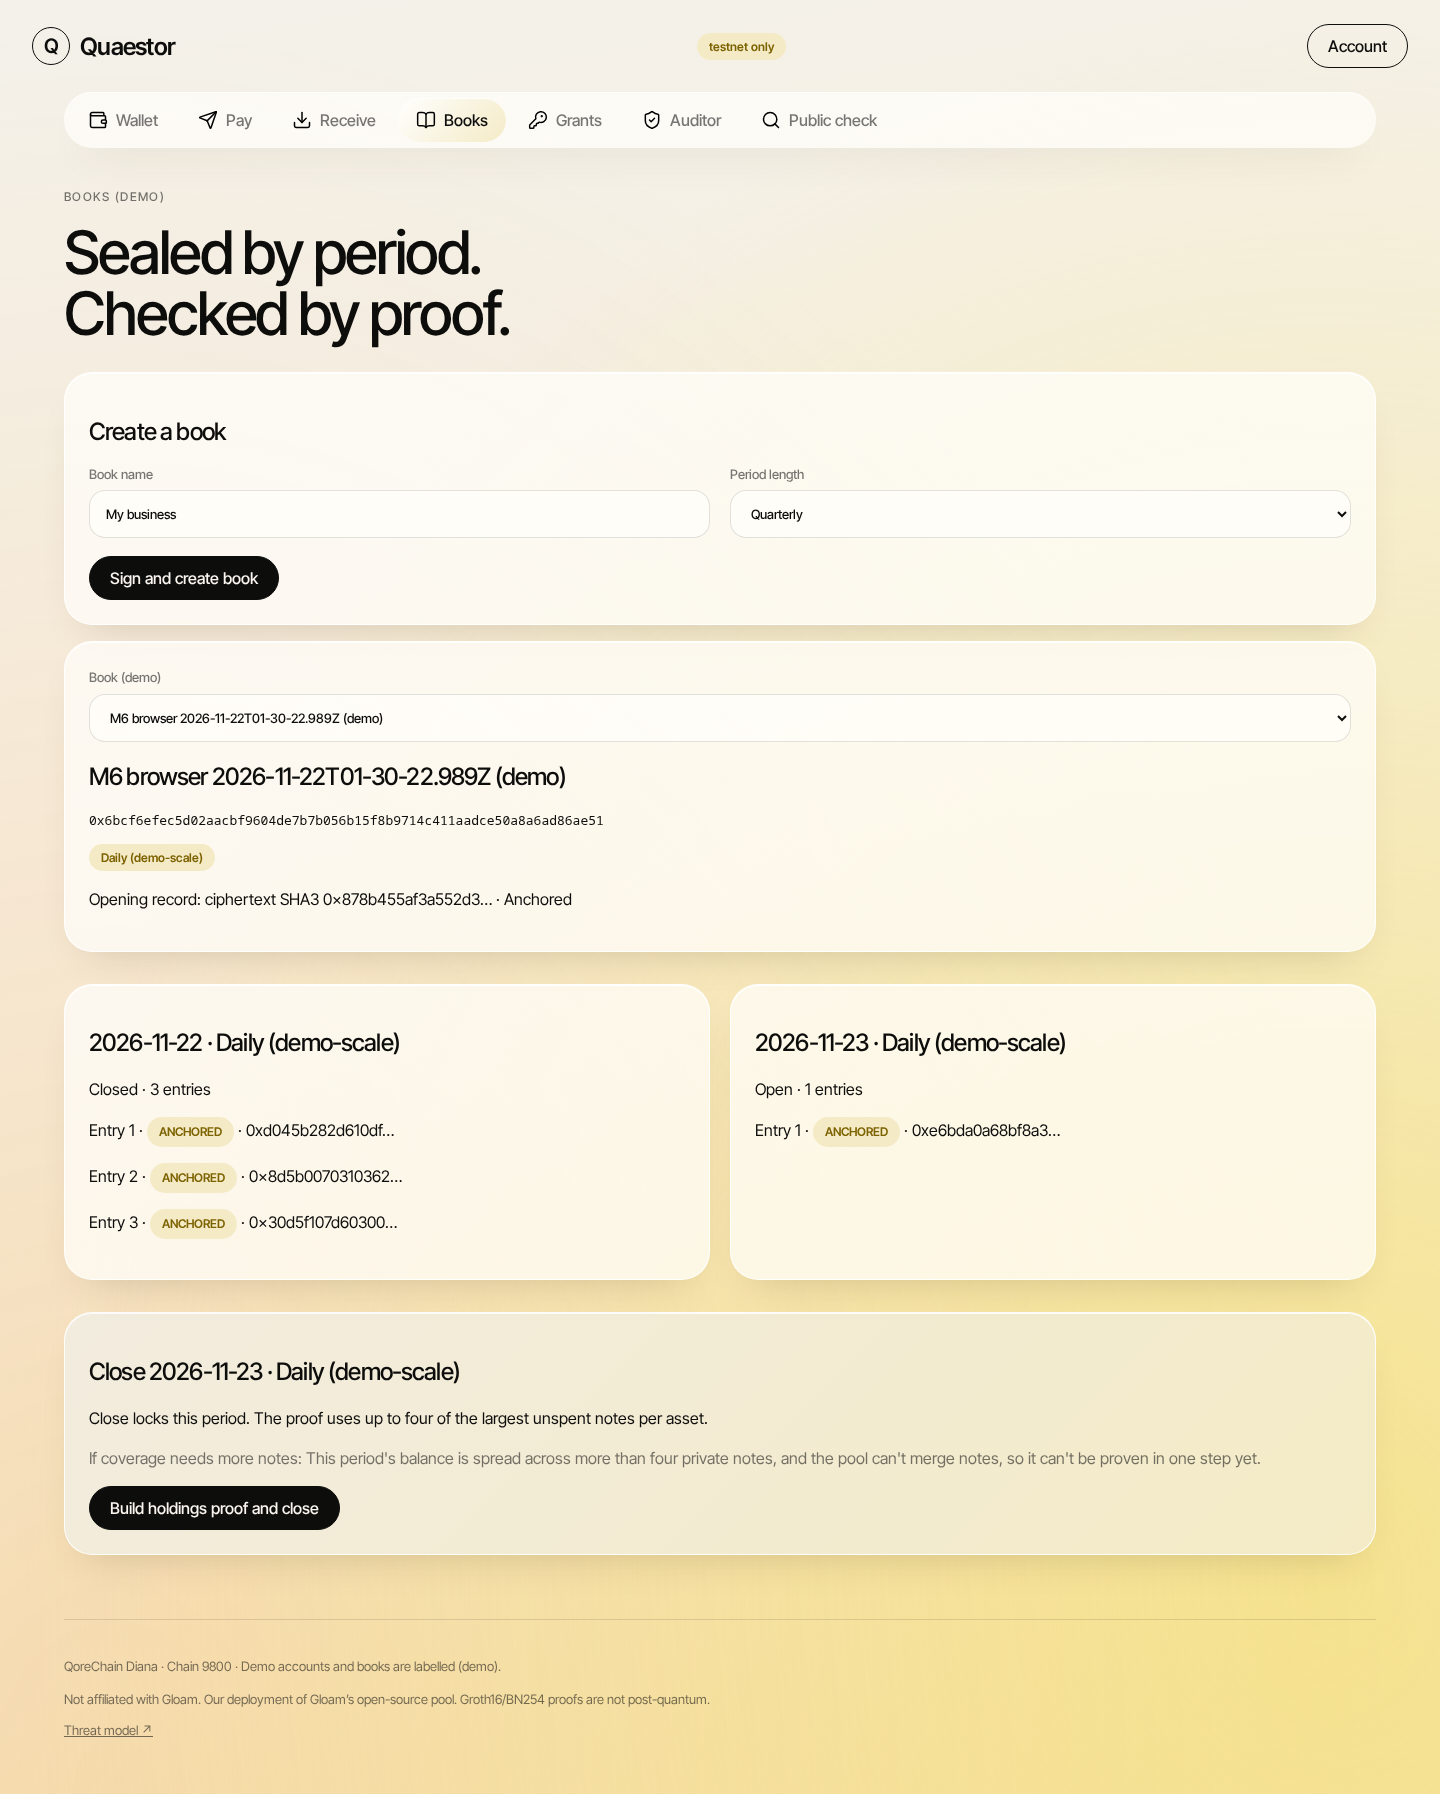 Q Quaestor
testnet only
Account
Wallet
Pay
Receive
Books
Grants
Auditor
Public check
BOOKS (DEMO)
Sealed by period.
Checked by proof.
Create a book
Book name
Period length
My business
Quarterly
Sign and create book
Book (demo)
M6 browser 2026-11-22T01-30-22.989Z (demo)
M6 browser 2026-11-22T01-30-22.989Z (demo)
0x6bcf6efec5d02aacbf9604de7b7b056b15f8b9714c411aadce50a8a6ad86ae51
Daily (demo-scale)
Opening record: ciphertext SHA3 0×878b455af3a552d3… · Anchored
2026-11-22 · Daily (demo-scale)
Closed · 3 entries
Entry 1 · ANCHORED · 0xd045b282d610df…
Entry 2 · ANCHORED · 0×8d5b0070310362…
Entry 3 · ANCHORED · 0×30d5f107d60300…
2026-11-23 · Daily (demo-scale)
Open · 1 entries
Entry 1 · ANCHORED · 0xe6bda0a68bf8a3…
Close 2026-11-23 · Daily (demo-scale)
Close locks this period. The proof uses up to four of the largest unspent notes per asset.
If coverage needs more notes: This period's balance is spread across more than four private notes, and the pool can't merge notes, so it can't be proven in one step yet.
Build holdings proof and close
QoreChain Diana · Chain 9800 · Demo accounts and books are labelled (demo).
Not affiliated with Gloam. Our deployment of Gloam's open-source pool. Groth16/BN254 proofs are not post-quantum.
Threat model ↗